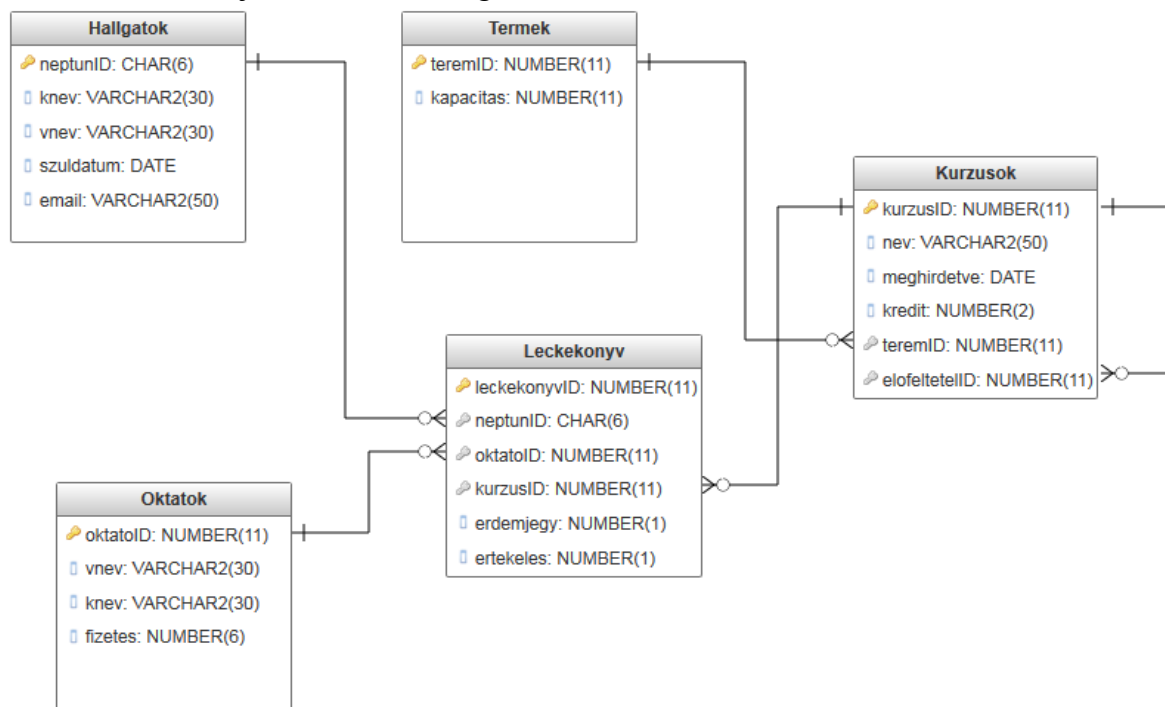 Hallgatok
neptunID: CHAR(6)
knev: VARCHAR2(30)
vnev: VARCHAR2(30)
szuldatum: DATE
email: VARCHAR2(50)
Termek
teremID: NUMBER(11)
kapacitas: NUMBER(11)
Kurzusok
kurzusID: NUMBER(11)
nev: VARCHAR2(50)
meghirdetve: DATE
kredit: NUMBER(2)
teremID: NUMBER(11)
elofeltetelID: NUMBER(11)
Leckekonyv
leckekonyvID: NUMBER(11)
neptunID: CHAR(6)
oktatoID: NUMBER(11)
kurzusID: NUMBER(11)
erdemjegy: NUMBER(1)
ertekeles: NUMBER(1)
Oktatok
oktatoID: NUMBER(11)
vnev: VARCHAR2(30)
knev: VARCHAR2(30)
fizetes: NUMBER(6)